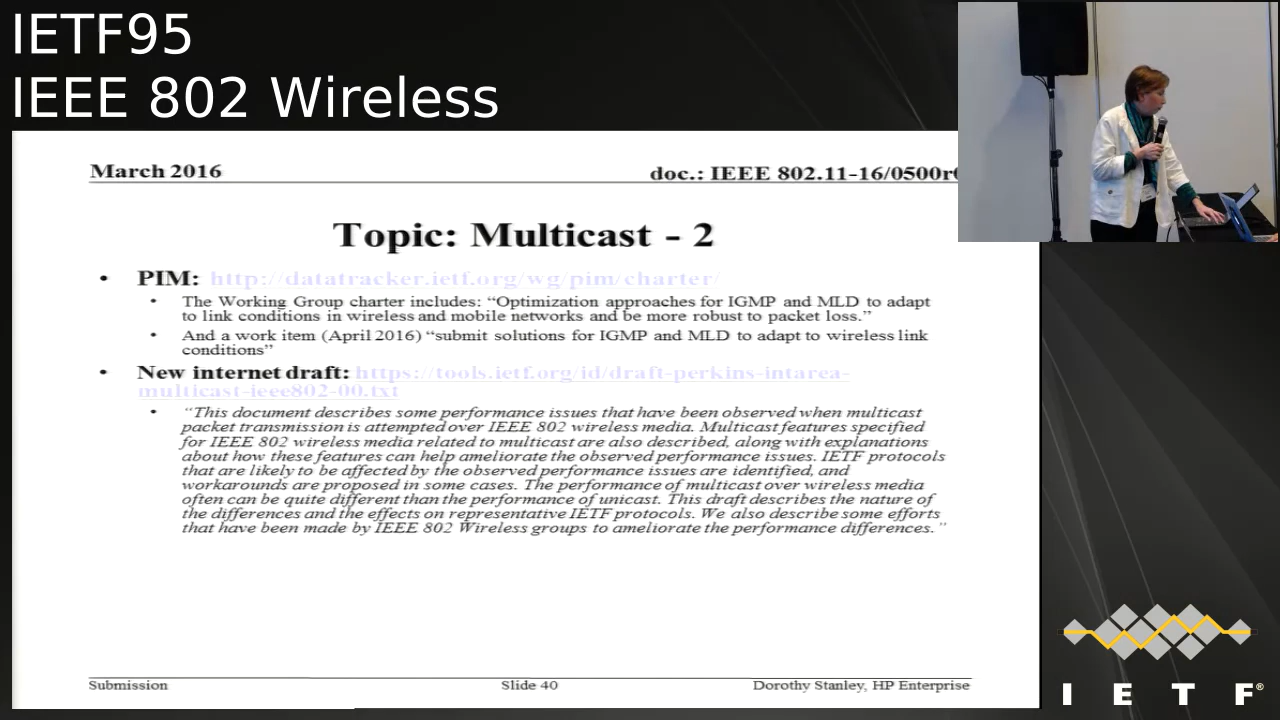 IETF95
IEEE 802 Wireless
March 2016
doc.: IEEE 802.11-16/0500r
Topic: Multicast - 2
• PIM: http://datatracker.ietf.org/wg/pim/charter/
• The Working Group charter includes: “Optimization approaches for IGMP and MLD to adapt
to link conditions in wireless and mobile networks and be more robust to packet loss.”
• And a work item (April 2016) “submit solutions for IGMP and MLD to adapt to wireless link
conditions”
• New internet draft: https://tools.ietf.org/id/draft-perkins-intarea-
multicast-ieee802-00.txt
• “This document describes some performance issues that have been observed when multicast
packet transmission is attempted over IEEE 802 wireless media. Multicast features specified
for IEEE 802 wireless media related to multicast are also described, along with explanations
about how these features can help ameliorate the observed performance issues. IETF protocols
that are likely to be affected by the observed performance issues are identified, and
workarounds are proposed in some cases. The performance of multicast over wireless media
often can be quite different than the performance of unicast. This draft describes the nature of
the differences and the effects on representative IETF protocols. We also describe some efforts
that have been made by IEEE 802 Wireless groups to ameliorate the performance differences.”
Submission
Slide 40
Dorothy Stanley, HP Enterprise
I E T F®